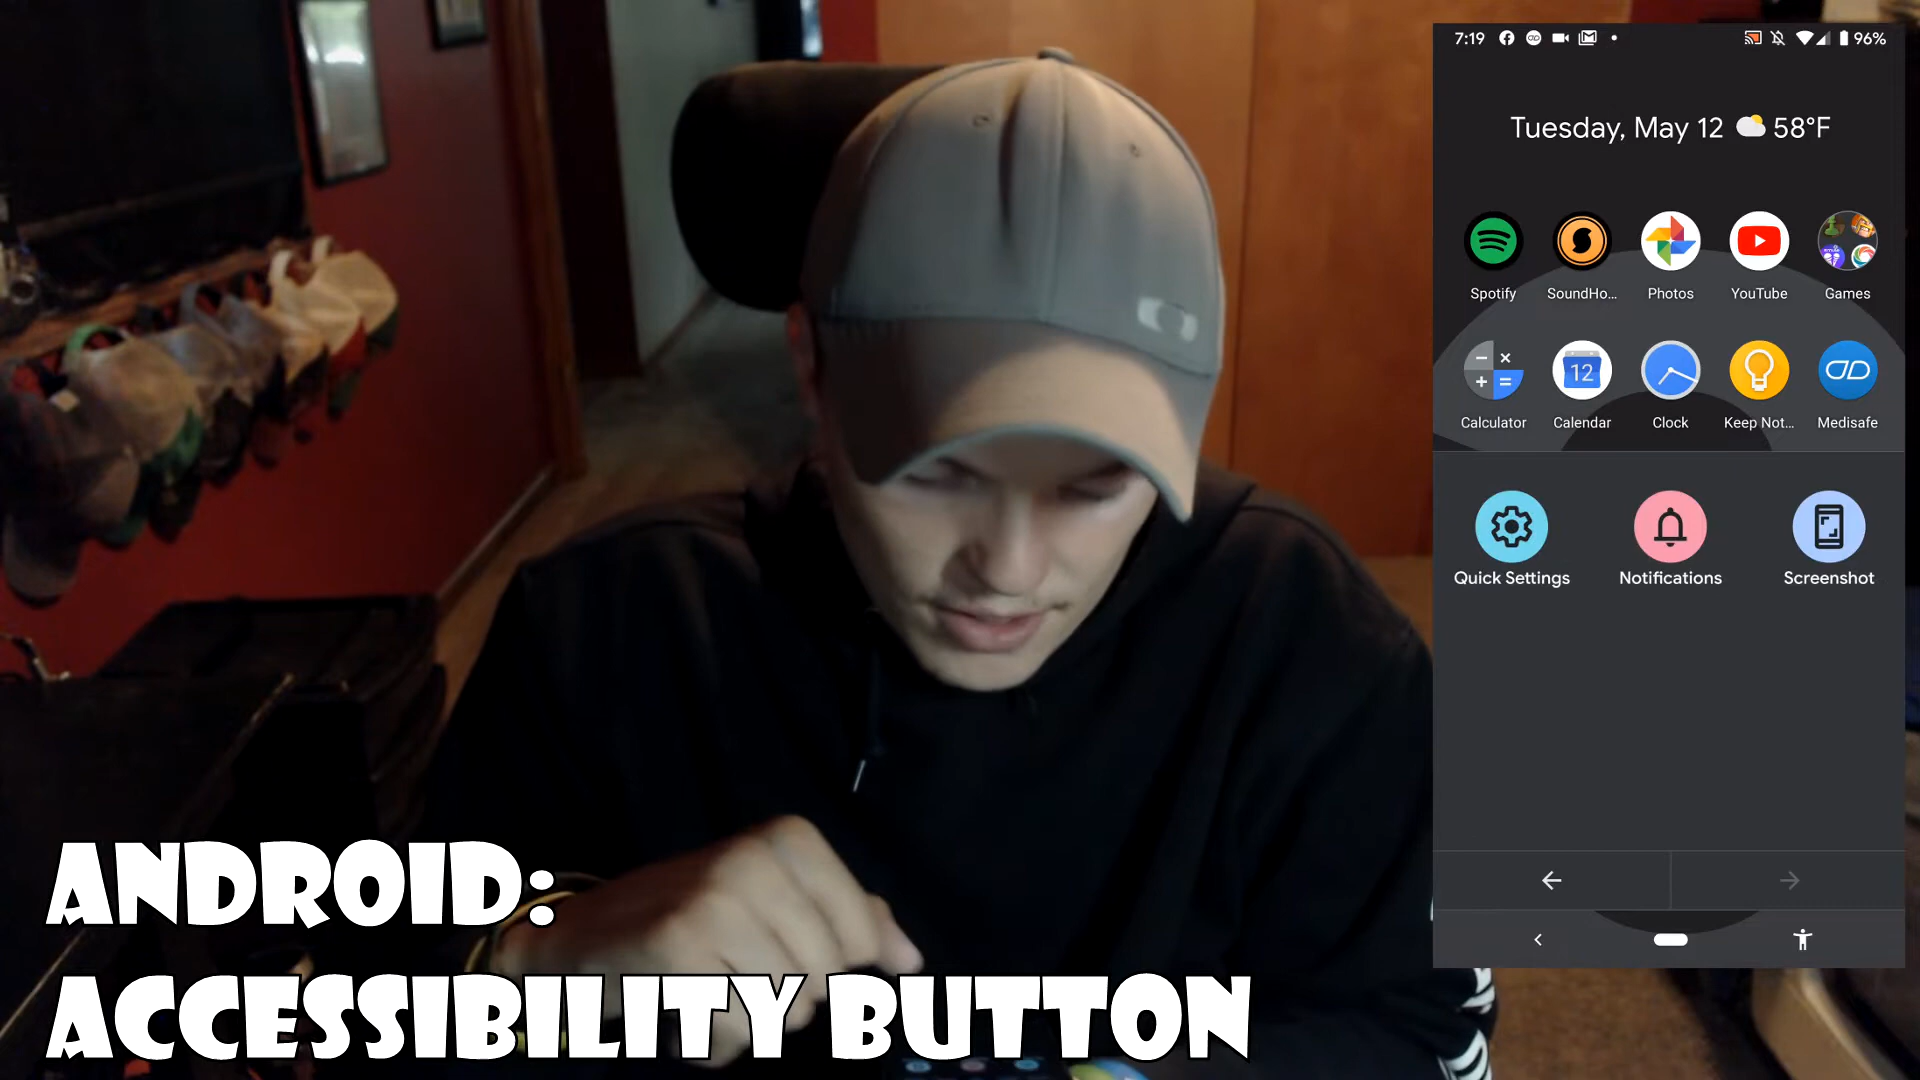 7:19
96%
Tuesday, May 12 58°F
Spotify SoundHo... Photos YouTube Games
12
Calculator Calendar Clock Keep Not... Medisafe
Quick Settings Notifications Screenshot
ANDROID:
ACCESSIBILITY BUTTON